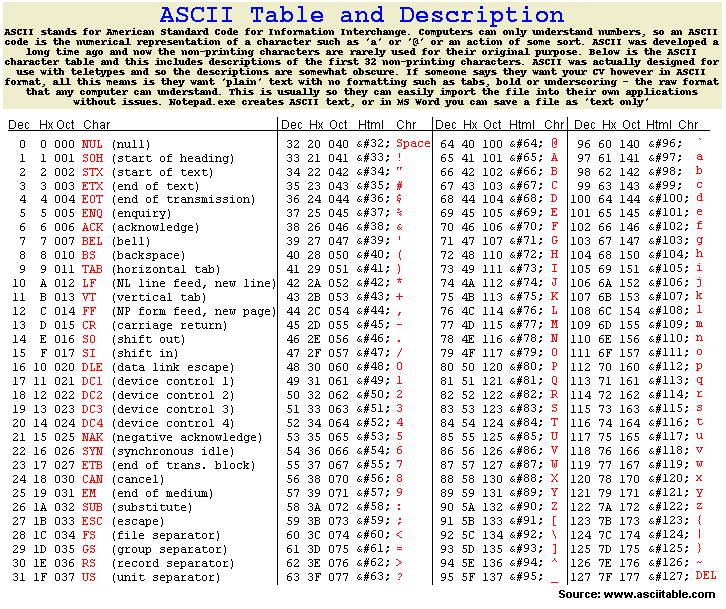 ASCII Table and Description
ASCII stands for American Standard Code for Information Interchange. Computers can only understand numbers, so an ASCII
code is the numerical representation of a character such as 'a' or '@' or an action of some sort. ASCII was developed a
long time ago and now the non-printing characters are rarely used for their original purpose. Below is the ASCII
character table and this includes descriptions of the first 32 non-printing characters. ASCII was actually designed for
use with teletypes and so the descriptions are somewhat obscure. If someone says they want your CV however in ASCII
format, all this means is they want 'plain' text with no formatting such as tabs, bold or underscoring - the raw format
that any computer can understand. This is usually so they can easily import the file into their own applications
without issues. Notepad.exe creates ASCII text, or in MS Word you can save a file as 'text only'
Dec Hx Oct Char Dec Hx Oct Html Chr Dec Hx Oct Html Chr Dec Hx Oct Html Chr
0 0 000 NUL (null) 32 20 040 &#32; Space 64 40 100 &#64; @ 96 60 140 &#96; `
1 1 001 SOH (start of heading) 33 21 041 &#33; ! 65 41 101 &#65; A 97 61 141 &#97; a
2 2 002 STX (start of text) 34 22 042 &#34; " 66 42 102 &#66; B 98 62 142 &#98; b
3 3 003 ETX (end of text) 35 23 043 &#35; # 67 43 103 &#67; C 99 63 143 &#99; c
4 4 004 EOT (end of transmission) 36 24 044 &#36; $ 68 44 104 &#68; D 100 64 144 &#100; d
5 5 005 ENQ (enquiry) 37 25 045 &#37; % 69 45 105 &#69; E 101 65 145 &#101; e
6 6 006 ACK (acknowledge) 38 26 046 &#38; & 70 46 106 &#70; F 102 66 146 &#102; f
7 7 007 BEL (bell) 39 27 047 &#39; ' 71 47 107 &#71; G 103 67 147 &#103; g
8 8 010 BS (backspace) 40 28 050 &#40; ( 72 48 110 &#72; H 104 68 150 &#104; h
9 9 011 TAB (horizontal tab) 41 29 051 &#41; ) 73 49 111 &#73; I 105 69 151 &#105; i
10 A 012 LF (NL line feed, new line) 42 2A 052 &#42; * 74 4A 112 &#74; J 106 6A 152 &#106; j
11 B 013 VT (vertical tab) 43 2B 053 &#43; + 75 4B 113 &#75; K 107 6B 153 &#107; k
12 C 014 FF (NP form feed, new page) 44 2C 054 &#44; , 76 4C 114 &#76; L 108 6C 154 &#108; l
13 D 015 CR (carriage return) 45 2D 055 &#45; - 77 4D 115 &#77; M 109 6D 155 &#109; m
14 E 016 SO (shift out) 46 2E 056 &#46; . 78 4E 116 &#78; N 110 6E 156 &#110; n
15 F 017 SI (shift in) 47 2F 057 &#47; / 79 4F 117 &#79; O 111 6F 157 &#111; o
16 10 020 DLE (data link escape) 48 30 060 &#48; 0 80 50 120 &#80; P 112 70 160 &#112; p
17 11 021 DC1 (device control 1) 49 31 061 &#49; 1 81 51 121 &#81; Q 113 71 161 &#113; q
18 12 022 DC2 (device control 2) 50 32 062 &#50; 2 82 52 122 &#82; R 114 72 162 &#114; r
19 13 023 DC3 (device control 3) 51 33 063 &#51; 3 83 53 123 &#83; S 115 73 163 &#115; s
20 14 024 DC4 (device control 4) 52 34 064 &#52; 4 84 54 124 &#84; T 116 74 164 &#116; t
21 15 025 NAK (negative acknowledge) 53 35 065 &#53; 5 85 55 125 &#85; U 117 75 165 &#117; u
22 16 026 SYN (synchronous idle) 54 36 066 &#54; 6 86 56 126 &#86; V 118 76 166 &#118; v
23 17 027 ETB (end of trans. block) 55 37 067 &#55; 7 87 57 127 &#87; W 119 77 167 &#119; w
24 18 030 CAN (cancel) 56 38 070 &#56; 8 88 58 130 &#88; X 120 78 170 &#120; x
25 19 031 EM (end of medium) 57 39 071 &#57; 9 89 59 131 &#89; Y 121 79 171 &#121; y
26 1A 032 SUB (substitute) 58 3A 072 &#58; : 90 5A 132 &#90; Z 122 7A 172 &#122; z
27 1B 033 ESC (escape) 59 3B 073 &#59; ; 91 5B 133 &#91; [ 123 7B 173 &#123; {
28 1C 034 FS (file separator) 60 3C 074 &#60; < 92 5C 134 &#92; \ 124 7C 174 &#124; |
29 1D 035 GS (group separator) 61 3D 075 &#61; = 93 5D 135 &#93; ] 125 7D 175 &#125; }
30 1E 036 RS (record separator) 62 3E 076 &#62; > 94 5E 136 &#94; ^ 126 7E 176 &#126; ~
31 1F 037 US (unit separator) 63 3F 077 &#63; ? 95 5F 137 &#95; _ 127 7F 177 &#127; DEL
Source: www.asciitable.com